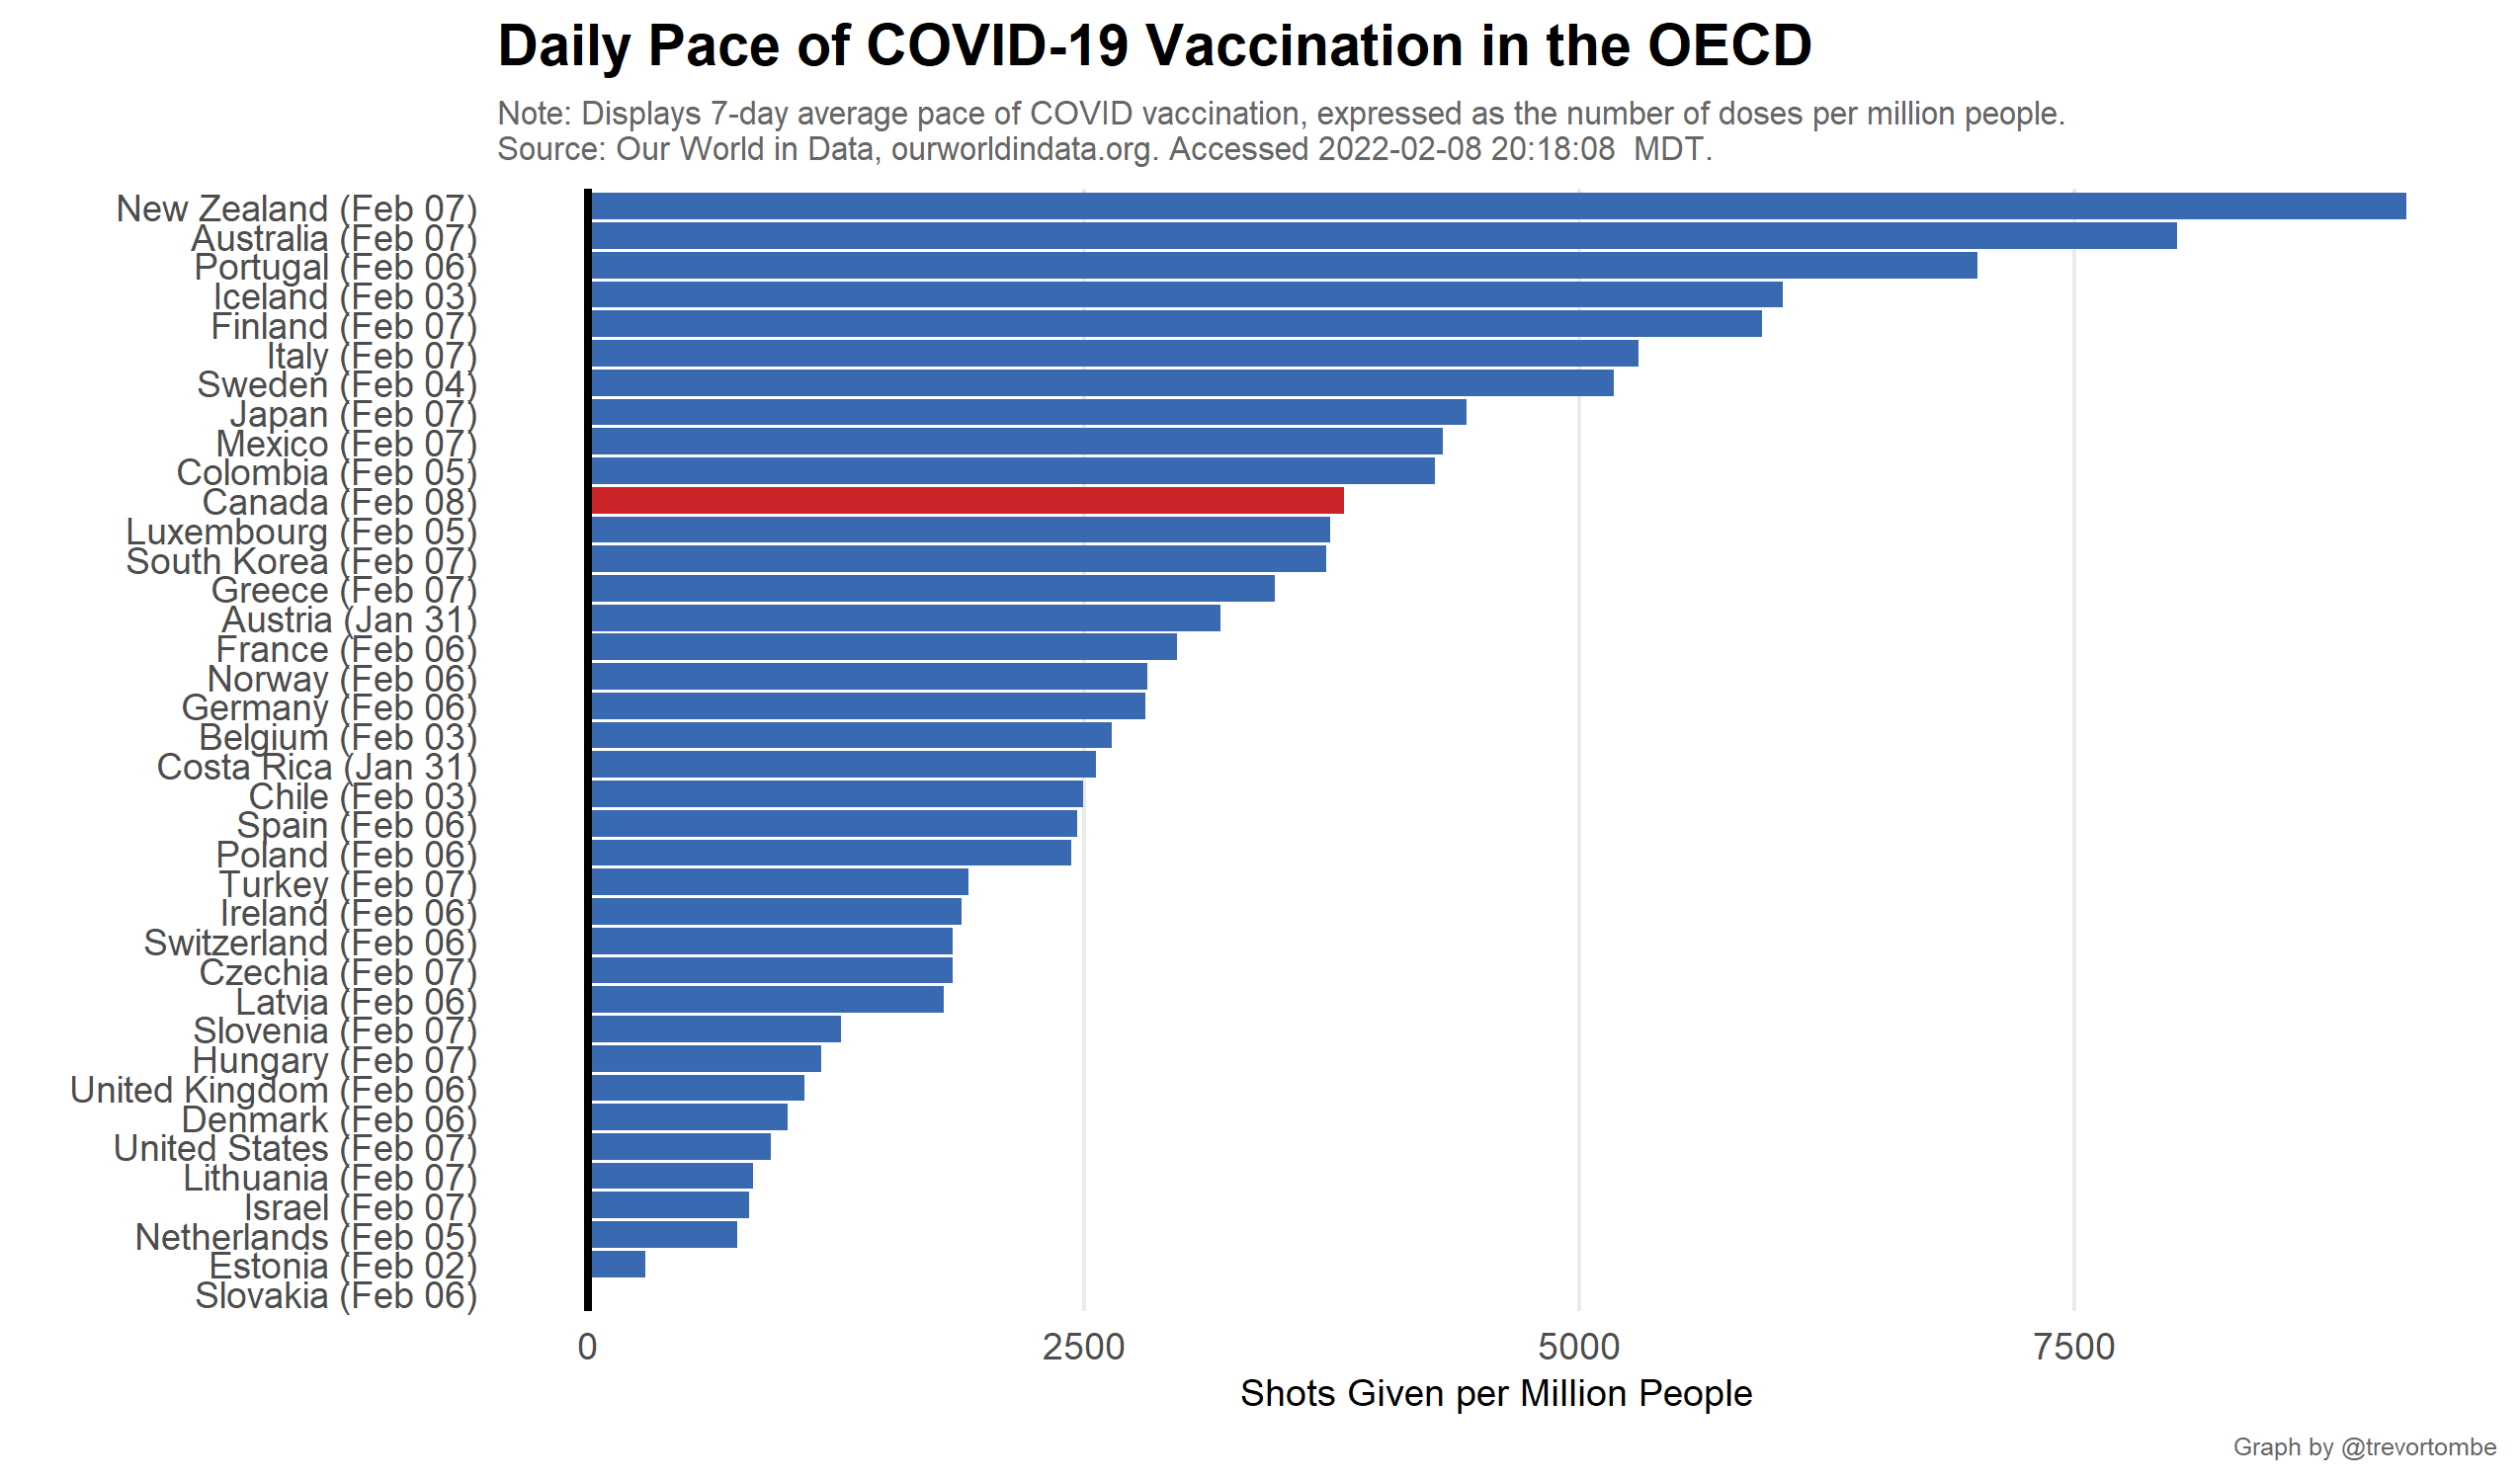 Daily Pace of COVID-19 Vaccination in the OECD
Note: Displays 7-day average pace of COVID vaccination, expressed as the number of doses per million people.
Source: Our World in Data, ourworldindata.org. Accessed 2022-02-08 20:18:08  MDT.
New Zealand (Feb 07)
Australia (Feb 07)
Portugal (Feb 06)
Iceland (Feb 03)
Finland (Feb 07)
Italy (Feb 07)
Sweden (Feb 04)
Japan (Feb 07)
Mexico (Feb 07)
Colombia (Feb 05)
Canada (Feb 08)
Luxembourg (Feb 05)
South Korea (Feb 07)
Greece (Feb 07)
Austria (Jan 31)
France (Feb 06)
Norway (Feb 06)
Germany (Feb 06)
Belgium (Feb 03)
Costa Rica (Jan 31)
Chile (Feb 03)
Spain (Feb 06)
Poland (Feb 06)
Turkey (Feb 07)
Ireland (Feb 06)
Switzerland (Feb 06)
Czechia (Feb 07)
Latvia (Feb 06)
Slovenia (Feb 07)
Hungary (Feb 07)
United Kingdom (Feb 06)
Denmark (Feb 06)
United States (Feb 07)
Lithuania (Feb 07)
Israel (Feb 07)
Netherlands (Feb 05)
Estonia (Feb 02)
Slovakia (Feb 06)
0 2500 5000 7500
Shots Given per Million People
Graph by @trevortombe